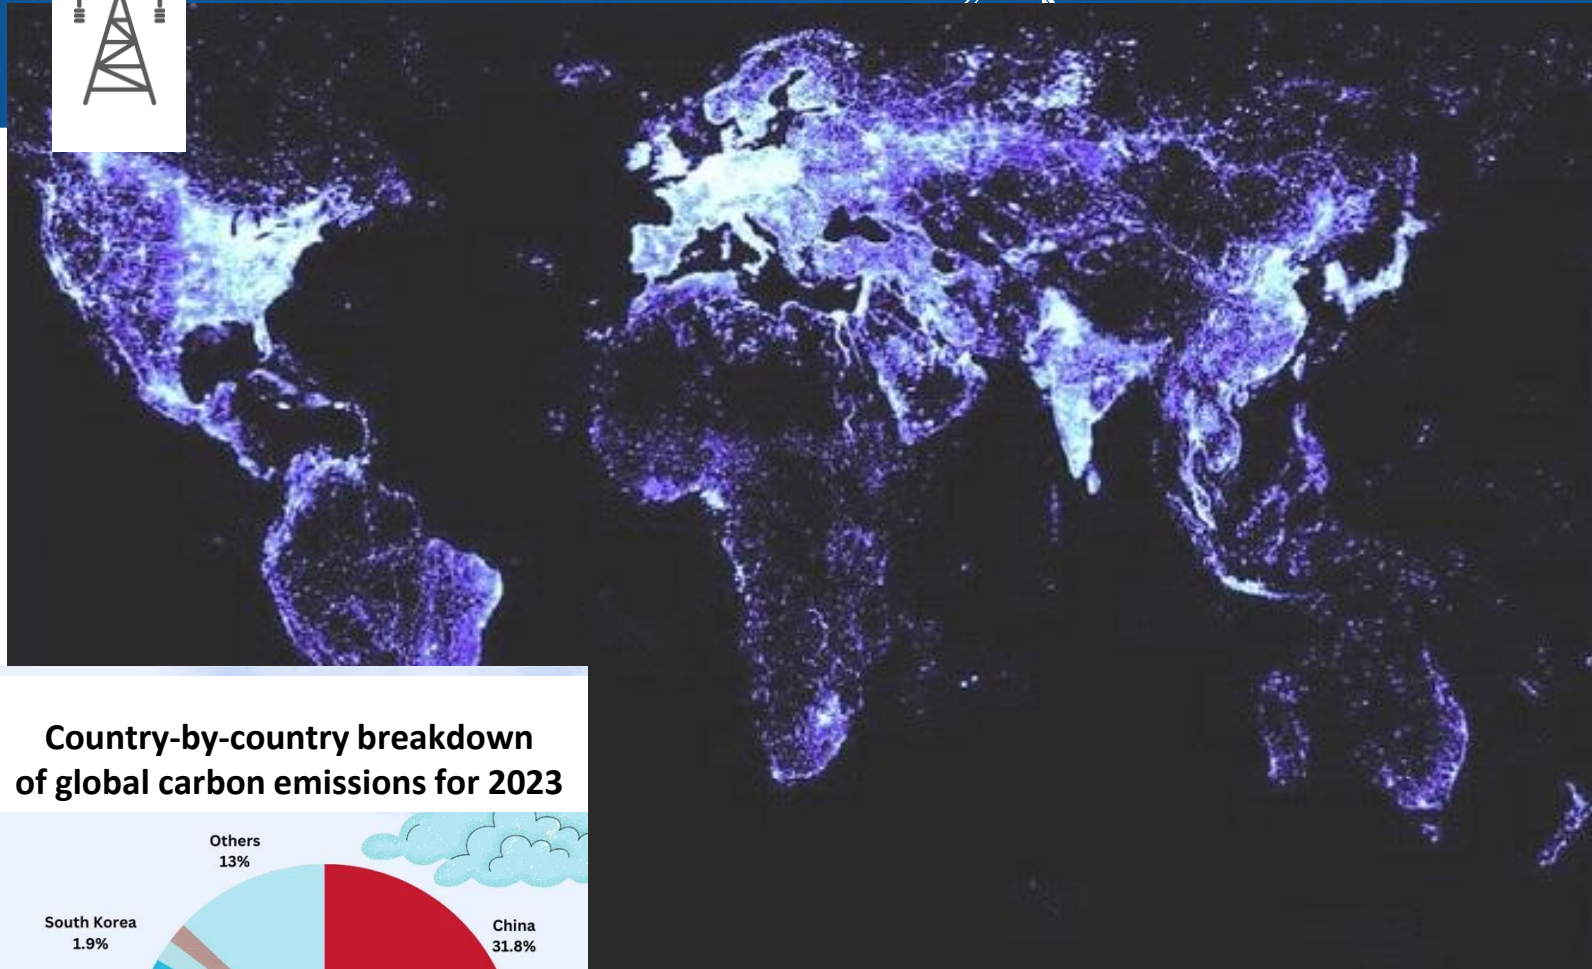 Country-by-country breakdown
of global carbon emissions for 2023
Others
13%
South Korea
1.9%
China
31.8%